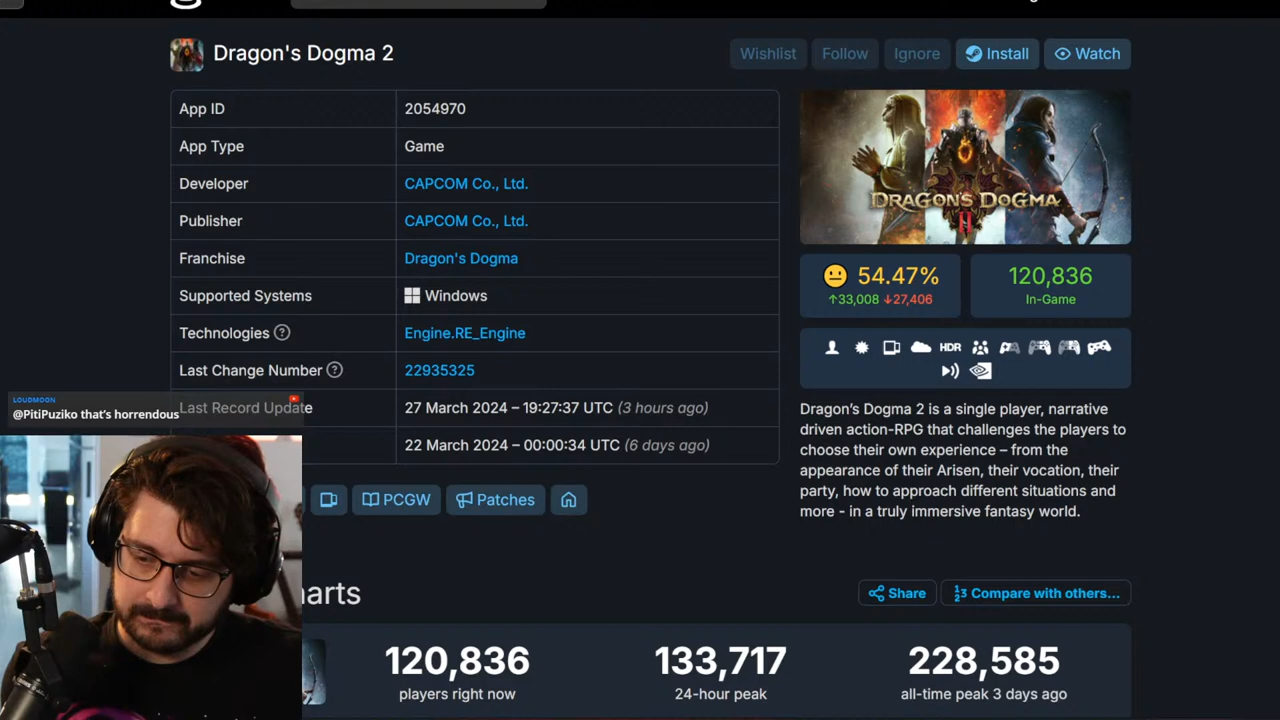 Dragon's Dogma 2
Wishlist
Follow
Ignore
Install
Watch
App ID 2054970
App Type Game
Developer CAPCOM Co., Ltd.
Publisher CAPCOM Co., Ltd.
Franchise Dragon's Dogma
Supported Systems Windows
Technologies ? Engine.RE_Engine
Last Change Number ? 22935325
Last Record Update 27 March 2024 – 19:27:37 UTC (3 hours ago)
22 March 2024 – 00:00:34 UTC (6 days ago)
PCGW
Patches
DRAGON'S DOGMA
II
54.47%
↑33,008 ↓27,406
120,836
In-Game
HDR
Dragon's Dogma 2 is a single player, narrative
driven action-RPG that challenges the players to
choose their own experience – from the
appearance of their Arisen, their vocation, their
party, how to approach different situations and
more - in a truly immersive fantasy world.
LOUDMOON
@PitiPuziko that's horrendous
arts
Share
Compare with others...
120,836
players right now
133,717
24-hour peak
228,585
all-time peak 3 days ago